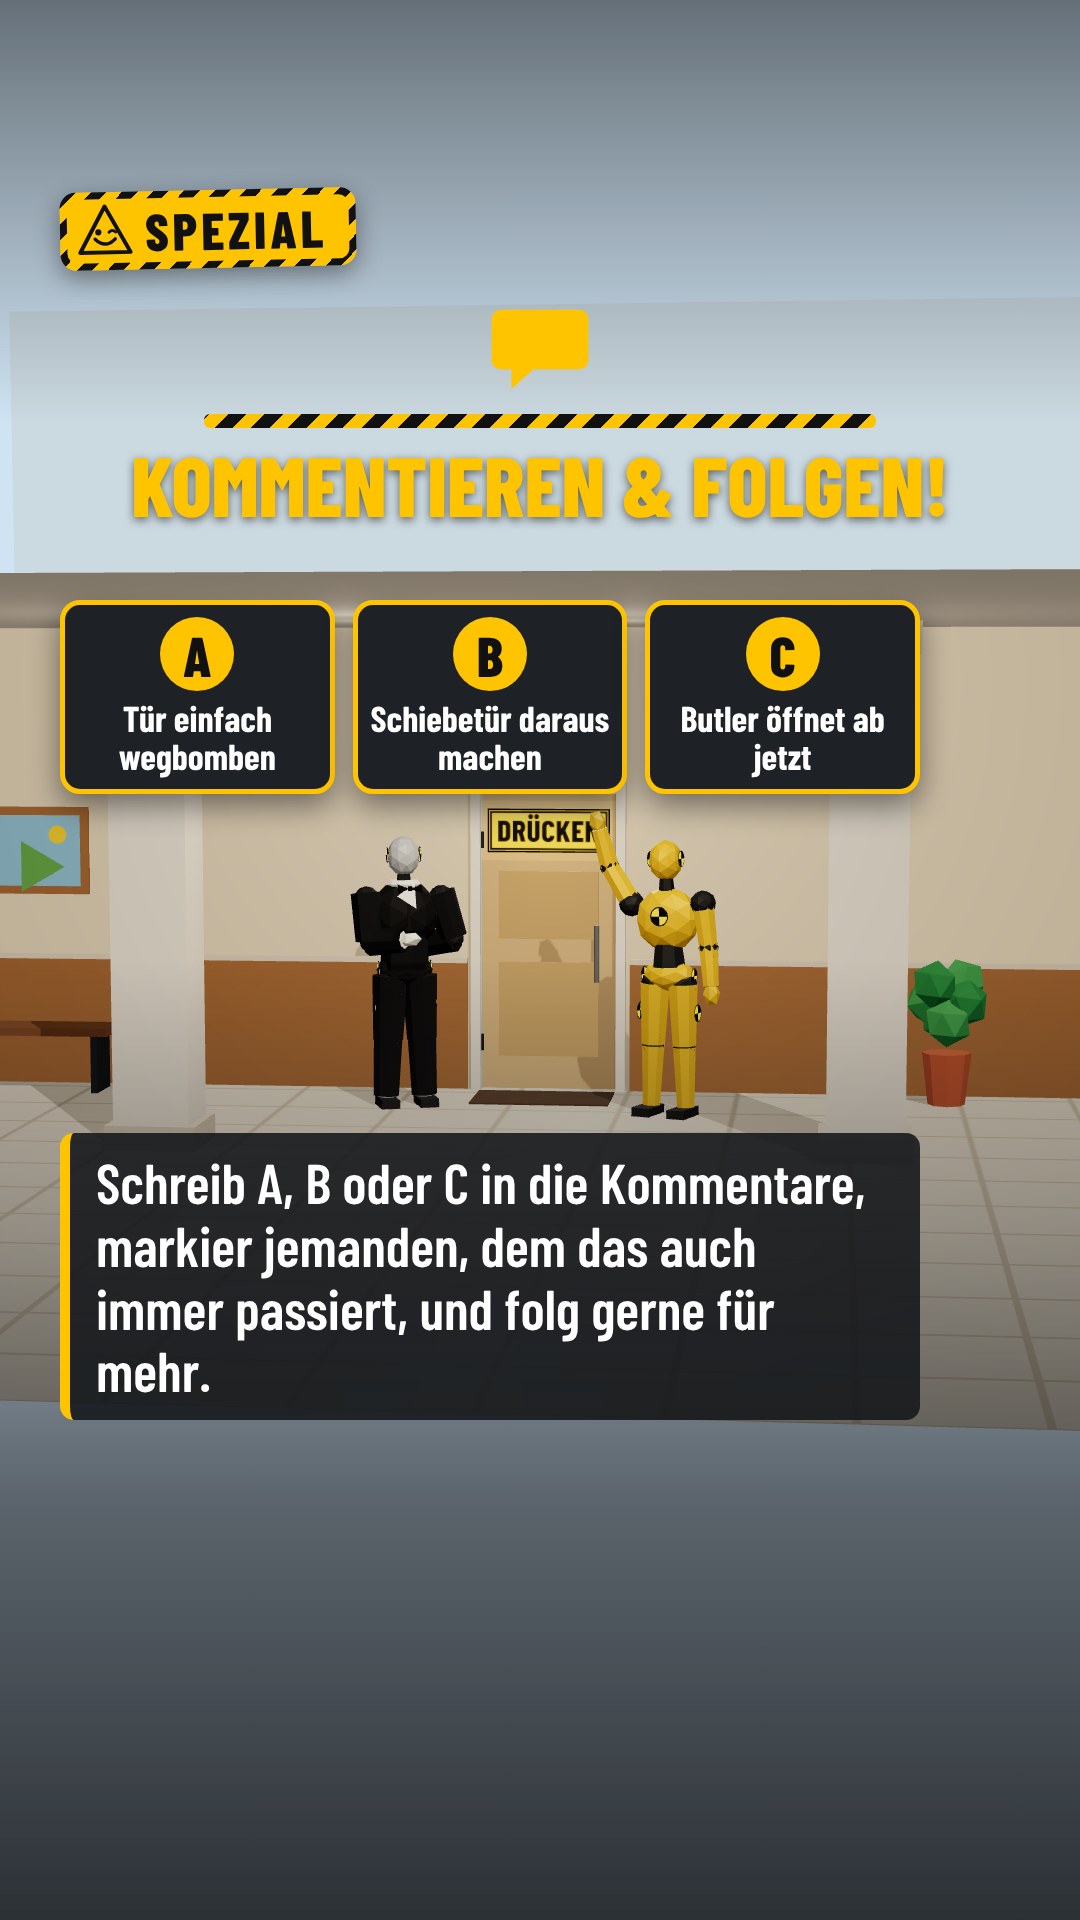 SPEZIAL
KOMMENTIEREN & FOLGEN!
A
Tür einfach
wegbomben
B
Schiebetür daraus
machen
C
Butler öffnet ab
jetzt
DRÜCKEN
Schreib A, B oder C in die Kommentare,
markier jemanden, dem das auch
immer passiert, und folg gerne für
mehr.